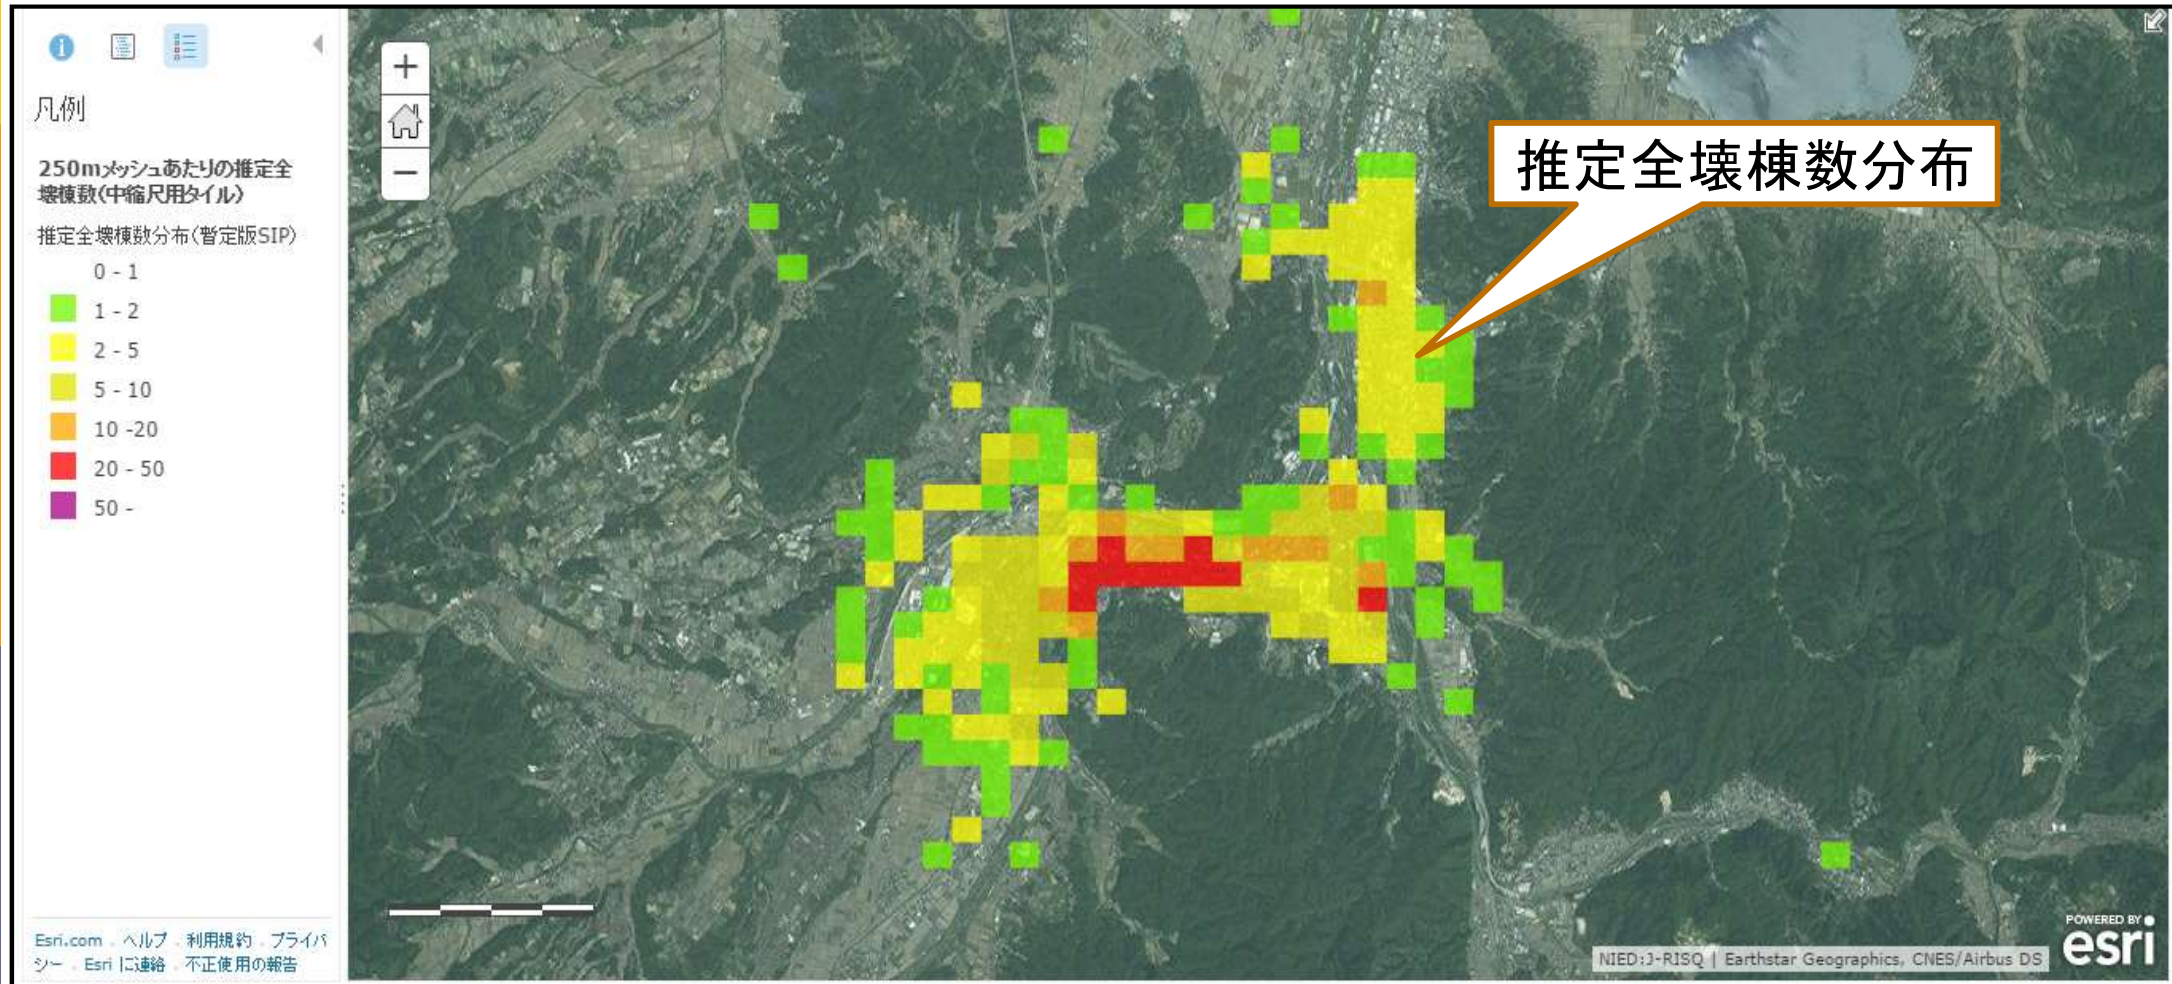 凡例
250mメッシュあたりの推定全
壊棟数(中縮尺用タイル)
推定全壊棟数分布(暫定版SIP)
0 - 1
1 - 2
2 - 5
5 - 10
10 -20
20 - 50
50 -
Esri.com . ヘルプ . 利用規約 . プライバ
シー . Esri に連絡 . 不正使用の報告
推定全壊棟数分布
NIED:J-RISQ | Earthstar Geographics, CNES/Airbus DS
POWERED BY
esri